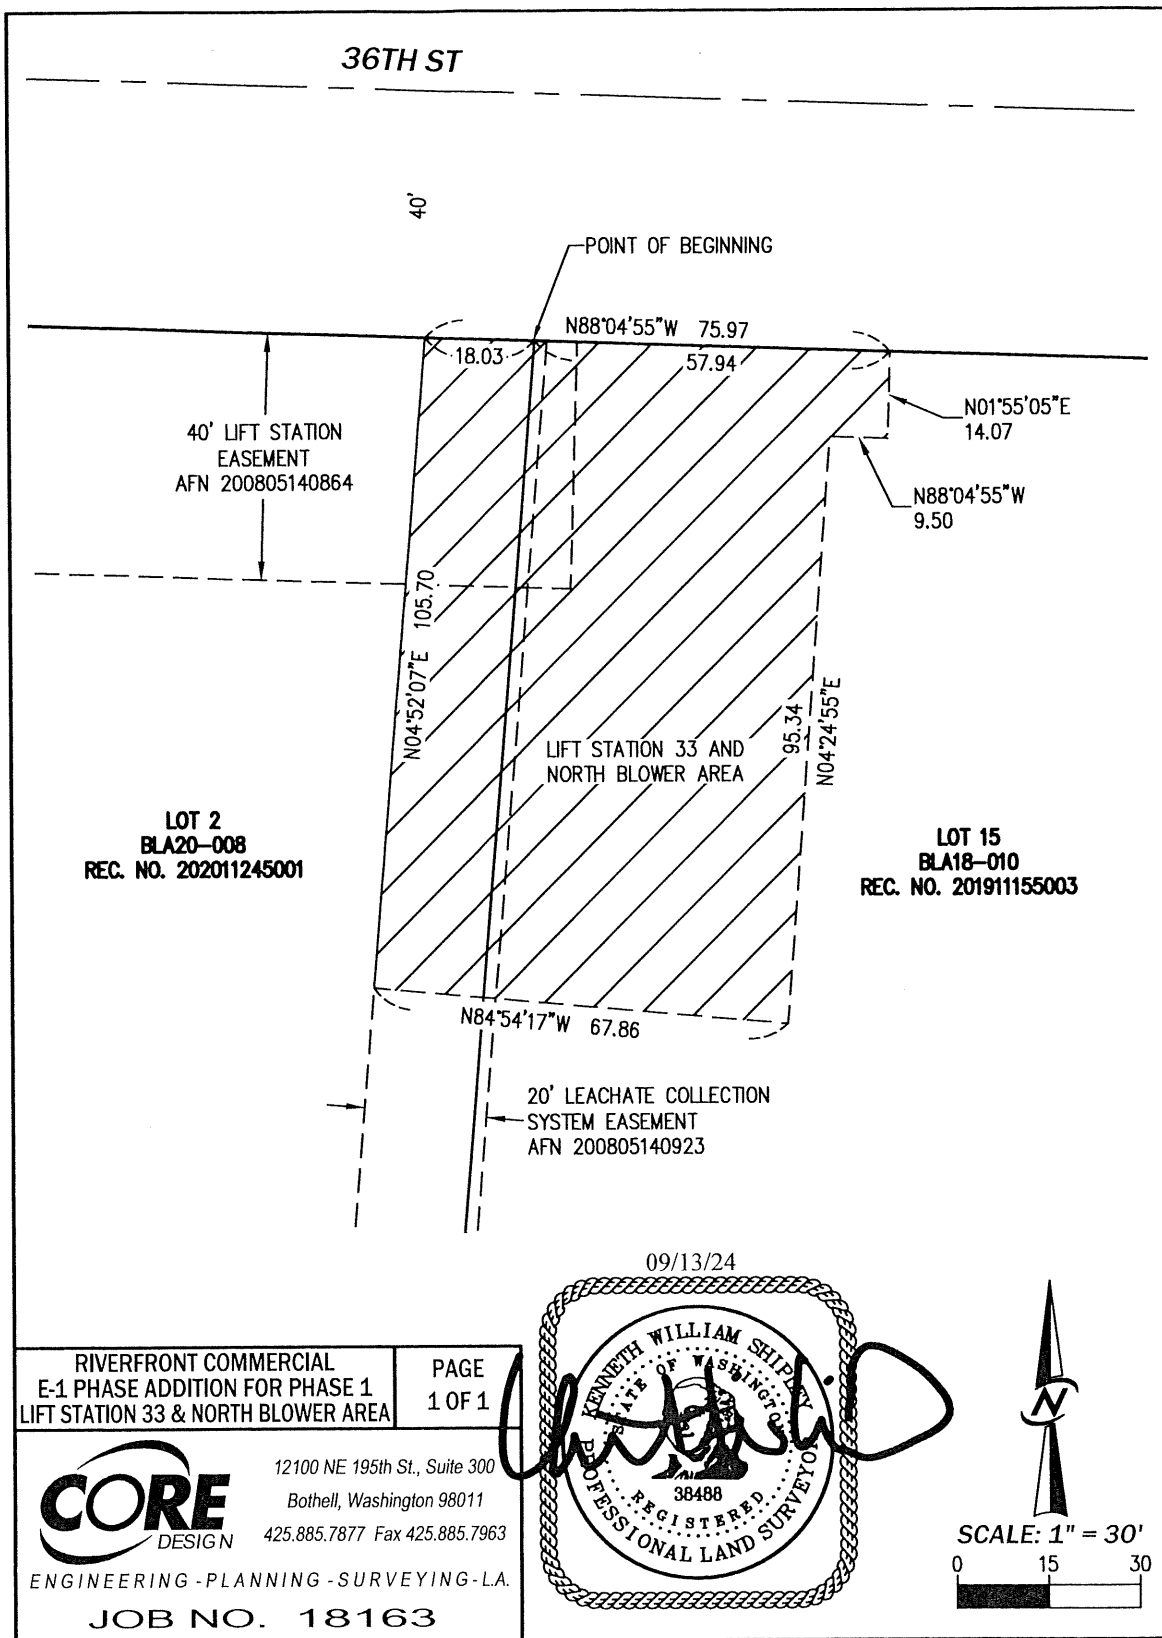 36TH ST
40'
POINT OF BEGINNING
N88°04'55"W 75.97
18.03
57.94
N01°55'05"E
14.07
40' LIFT STATION
EASEMENT
AFN 200805140864
N88°04'55"W
9.50
N04°52'07"E 105.70
95.34
N04°24'55"E
LIFT STATION 33 AND
NORTH BLOWER AREA
LOT 2
BLA20-008
REC. NO. 202011245001
LOT 15
BLA18-010
REC. NO. 201911155003
N84°54'17"W 67.86
20' LEACHATE COLLECTION
SYSTEM EASEMENT
AFN 200805140923
09/13/24
KENNETH WILLIAM SHIPLEY
STATE OF WASHINGTON
38488
REGISTERED
PROFESSIONAL LAND SURVEYOR
RIVERFRONT COMMERCIAL
E-1 PHASE ADDITION FOR PHASE 1
LIFT STATION 33 & NORTH BLOWER AREA
PAGE
1 OF 1
CORE
DESIGN
12100 NE 195th St., Suite 300
Bothell, Washington 98011
425.885.7877 Fax 425.885.7963
ENGINEERING-PLANNING-SURVEYING-L.A.
JOB NO. 18163
N
SCALE: 1" = 30'
0 15 30